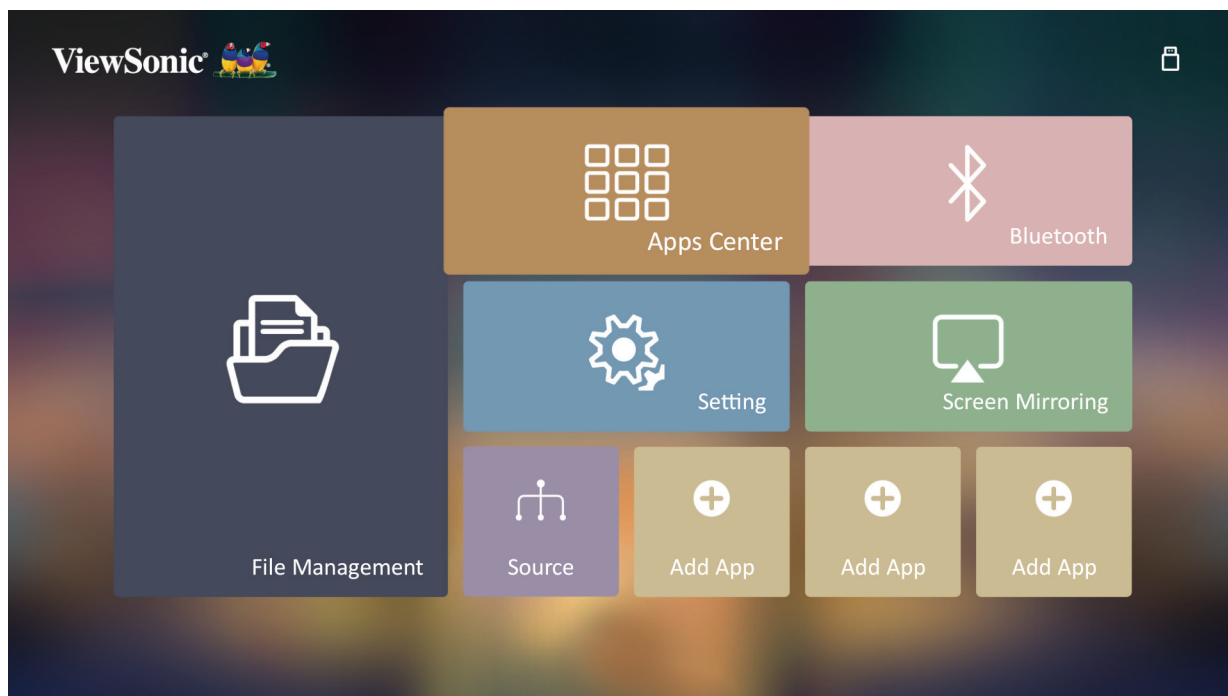 ViewSonic®
Apps Center
Bluetooth
Setting
Screen Mirroring
File Management
Source
Add App
Add App
Add App